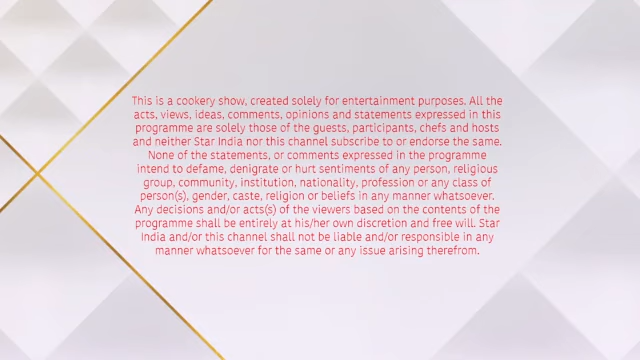 This is a cookery show, created solely for entertainment purposes. All the
acts, views, ideas, comments, opinions and statements expressed in this
programme are solely those of the guests, participants, chefs and hosts
and neither Star India nor this channel subscribe to or endorse the same.
None of the statements, or comments expressed in the programme
intend to defame, denigrate or hurt sentiments of any person, religious
group, community, institution, nationality, profession or any class of
person(s), gender, caste, religion or beliefs in any manner whatsoever.
Any decisions and/or acts(s) of the viewers based on the contents of the
programme shall be entirely at his/her own discretion and free will. Star
India and/or this channel shall not be liable and/or responsible in any
manner whatsoever for the same or any issue arising therefrom.